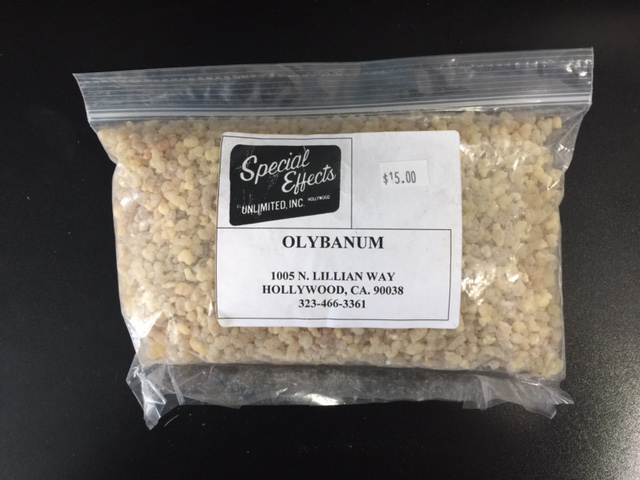 Special
Effects
UNLIMITED, INC. HOLLYWOOD
$15.00
OLYBANUM
1005 N. LILLIAN WAY
HOLLYWOOD, CA. 90038
323-466-3361